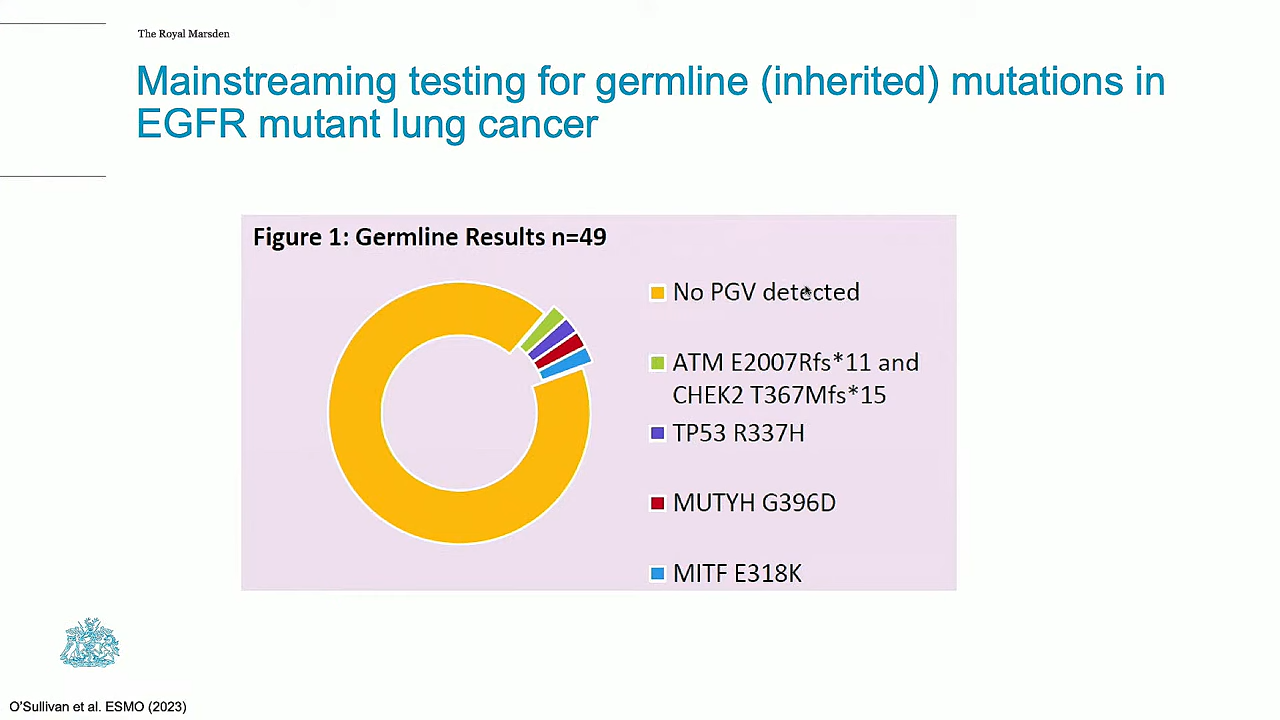 The Royal Marsden
Mainstreaming testing for germline (inherited) mutations in
EGFR mutant lung cancer
Figure 1: Germline Results n=49
No PGV detected
ATM E2007Rfs*11 and
CHEK2 T367Mfs*15
TP53 R337H
MUTYH G396D
MITF E318K
O'Sullivan et al. ESMO (2023)